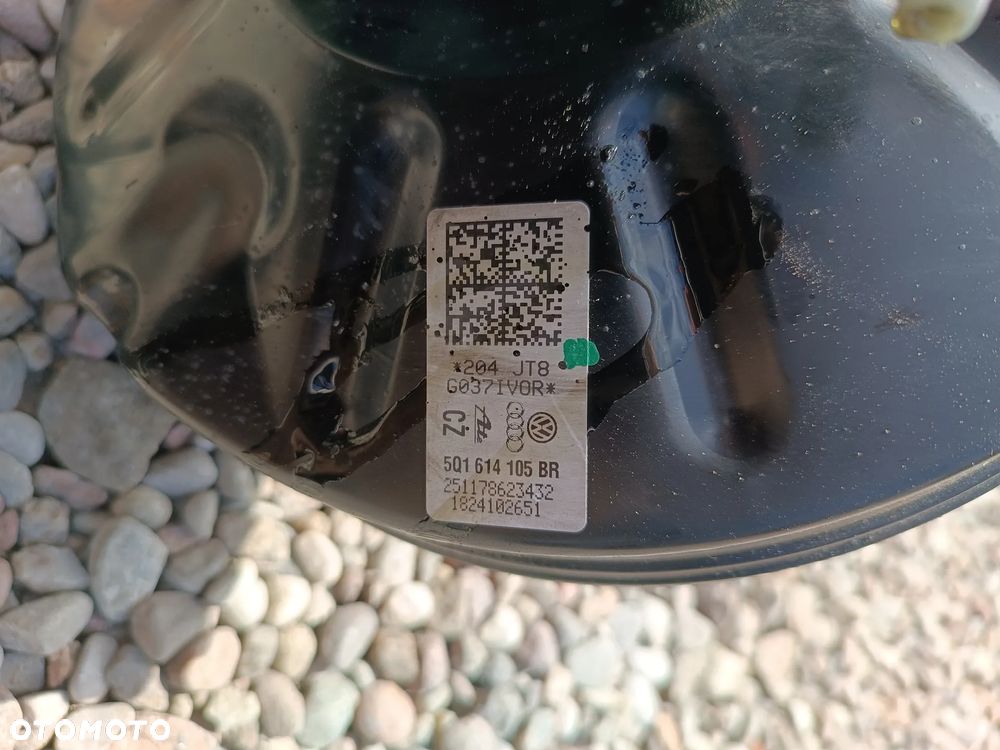 *204 JT8
G037IVOR*
CZ
5Q1 614 105 BR
251178623432
1824102651
OTOMOTO